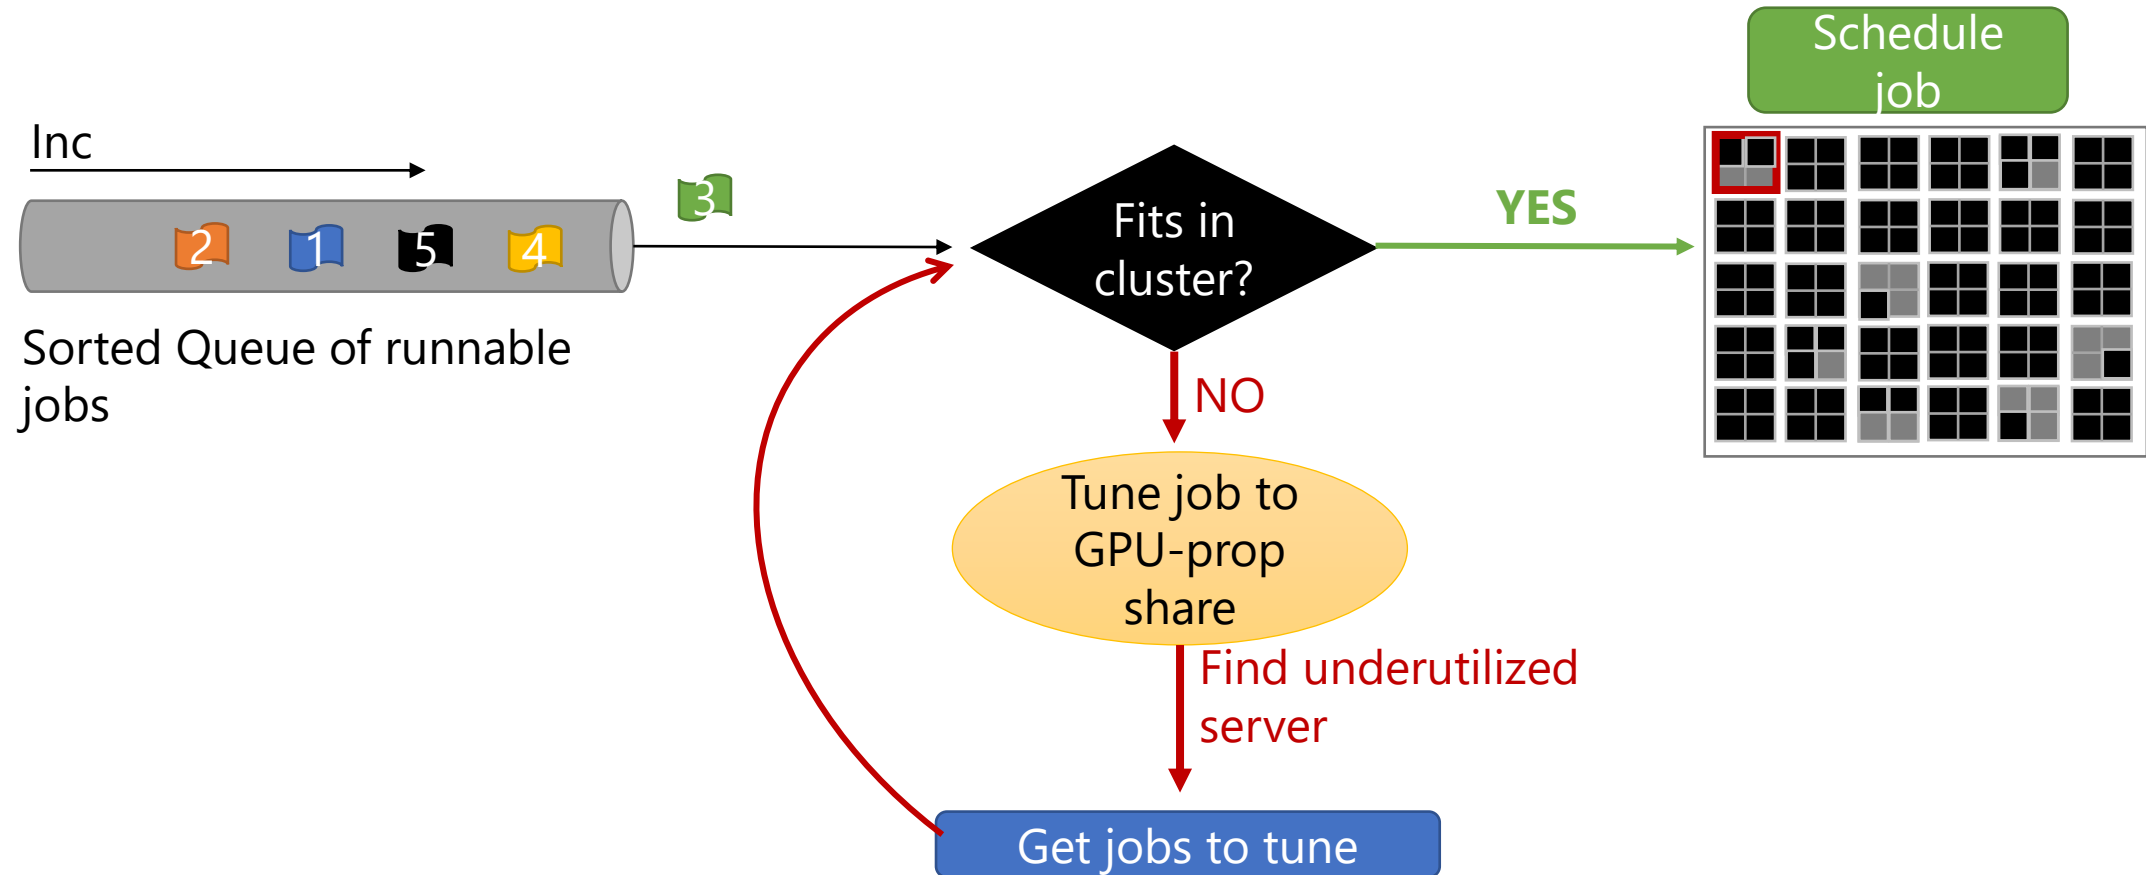 Schedule
job
Inc
3
2 1 5 4
Fits in
cluster?
YES
Sorted Queue of runnable
jobs
NO
Tune job to
GPU-prop
share
Find underutilized
server
Get jobs to tune